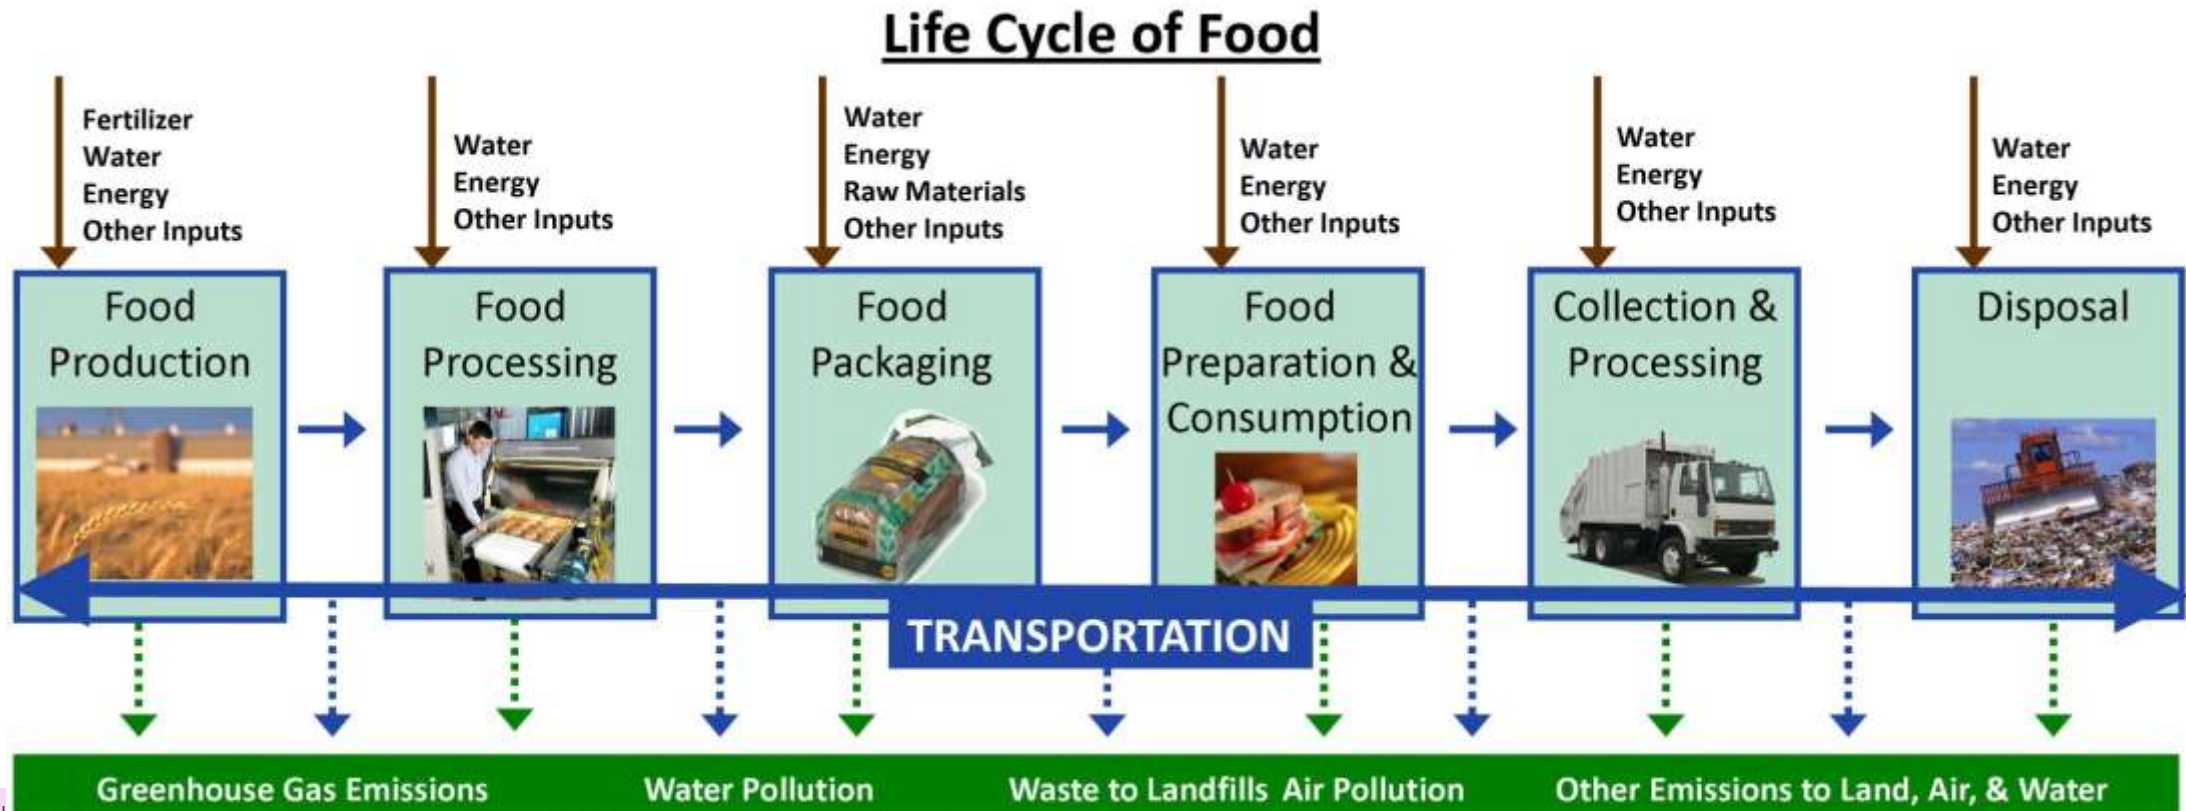 Life Cycle of Food
Fertilizer
Water
Energy
Other Inputs
Water
Energy
Other Inputs
Water
Energy
Raw Materials
Other Inputs
Water
Energy
Other Inputs
Water
Energy
Other Inputs
Water
Energy
Other Inputs
Food
Production
Food
Processing
Food
Packaging
Food
Preparation &
Consumption
Collection &
Processing
Disposal
TRANSPORTATION
Greenhouse Gas Emissions
Water Pollution
Waste to Landfills
Air Pollution
Other Emissions to Land, Air, & Water